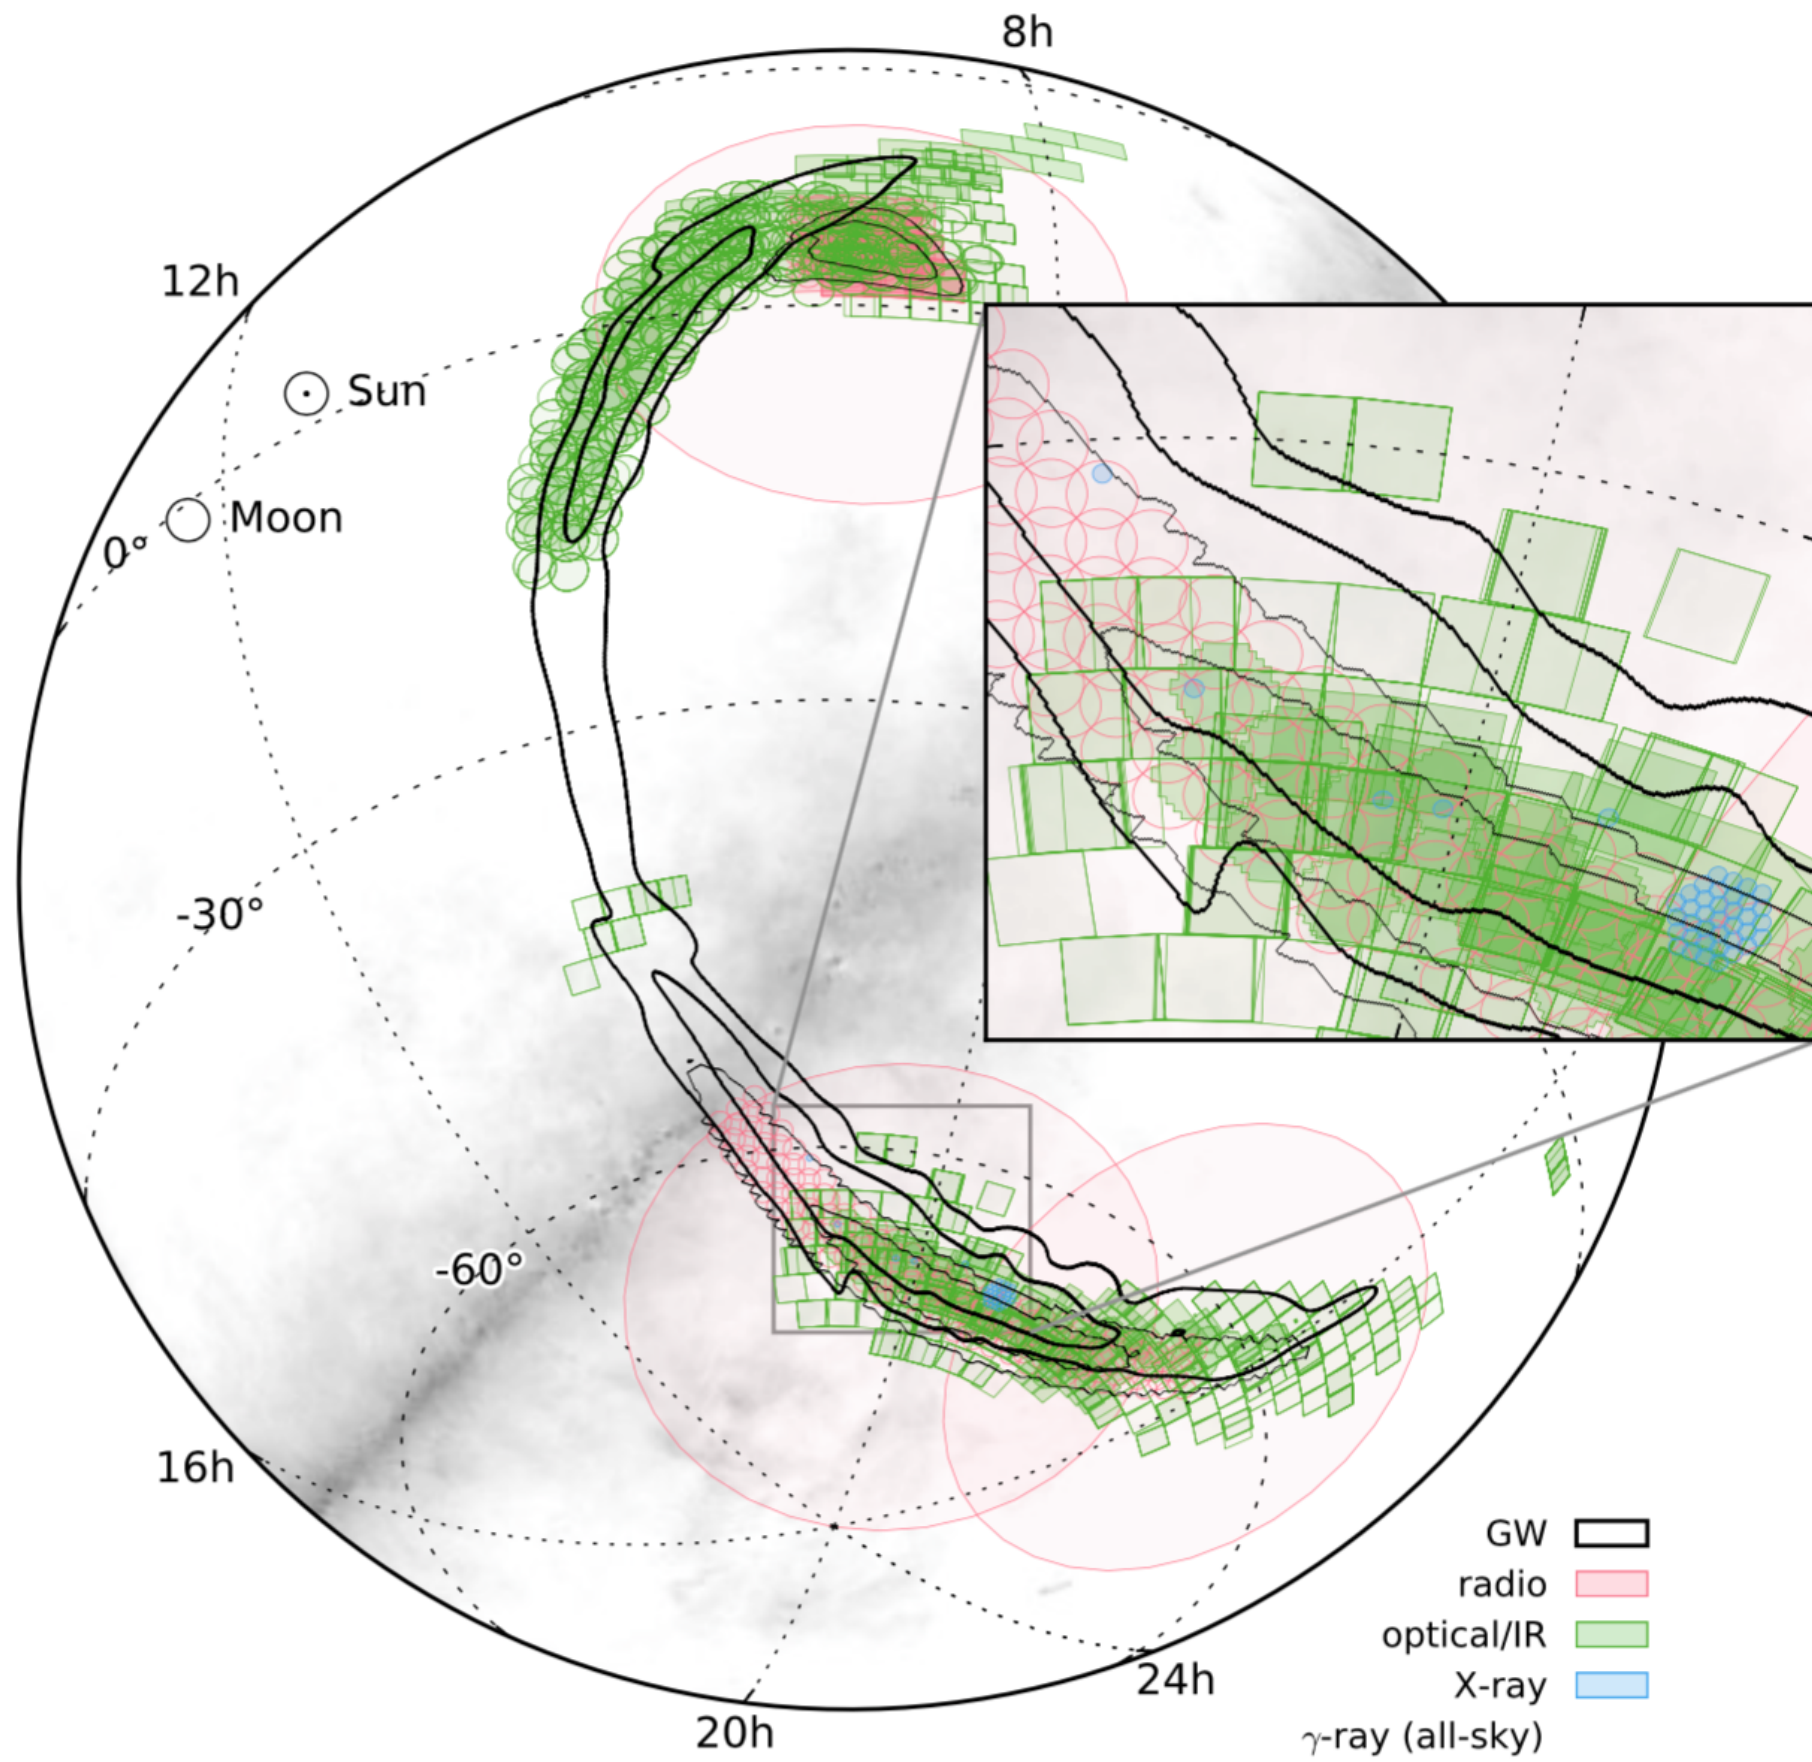 8h
12h
Sun
Moon
0°
-30°
-60°
16h
20h
24h
GW
radio
optical/IR
X-ray
γ-ray (all-sky)